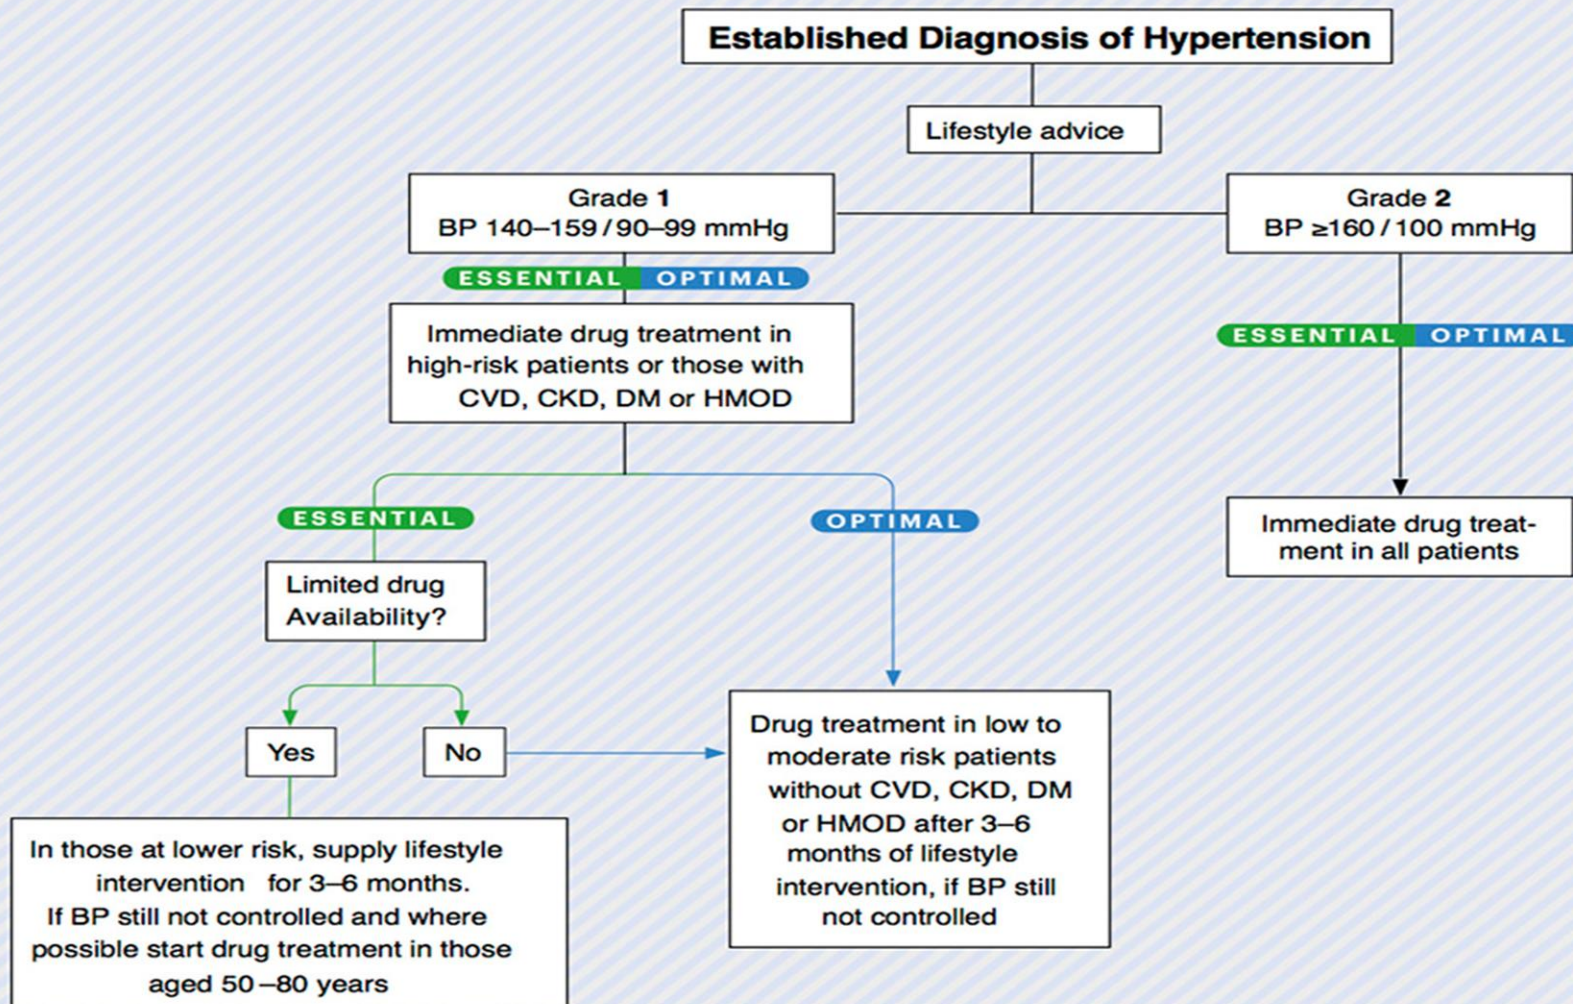 Established Diagnosis of Hypertension
Lifestyle advice
Grade 1
BP 140–159 / 90–99 mmHg
ESSENTIAL OPTIMAL
Immediate drug treatment in
high-risk patients or those with
CVD, CKD, DM or HMOD
Grade 2
BP ≥160 / 100 mmHg
ESSENTIAL OPTIMAL
Immediate drug treat-
ment in all patients
ESSENTIAL
Limited drug
Availability?
Yes
No
In those at lower risk, supply lifestyle
intervention for 3–6 months.
If BP still not controlled and where
possible start drug treatment in those
aged 50–80 years
OPTIMAL
Drug treatment in low to
moderate risk patients
without CVD, CKD, DM
or HMOD after 3–6
months of lifestyle
intervention, if BP still
not controlled